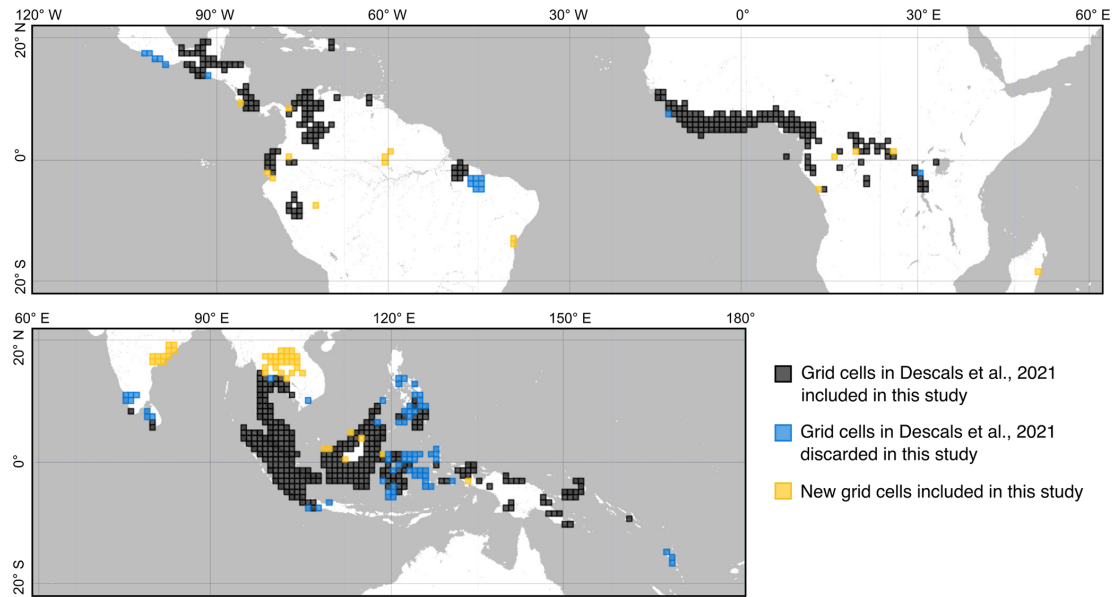 120° W 90° W 60° W 30° W 0° 30° E 60° E
20° N
0°
20° S
60° E 90° E 120° E 150° E 180°
20° N
0°
20° S
Grid cells in Descals et al., 2021
included in this study
Grid cells in Descals et al., 2021
discarded in this study
New grid cells included in this study